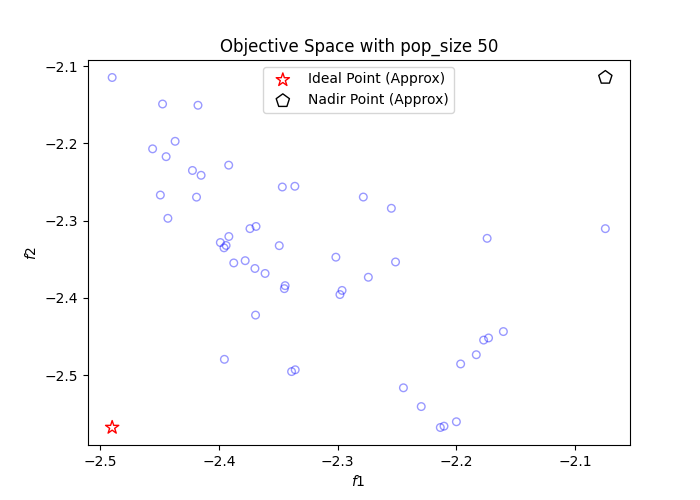 Objective Space with pop_size 50
Ideal Point (Approx)
Nadir Point (Approx)
−2.1
−2.2
−2.3
−2.4
−2.5
f2
−2.5
−2.4
−2.3
−2.2
−2.1
f1